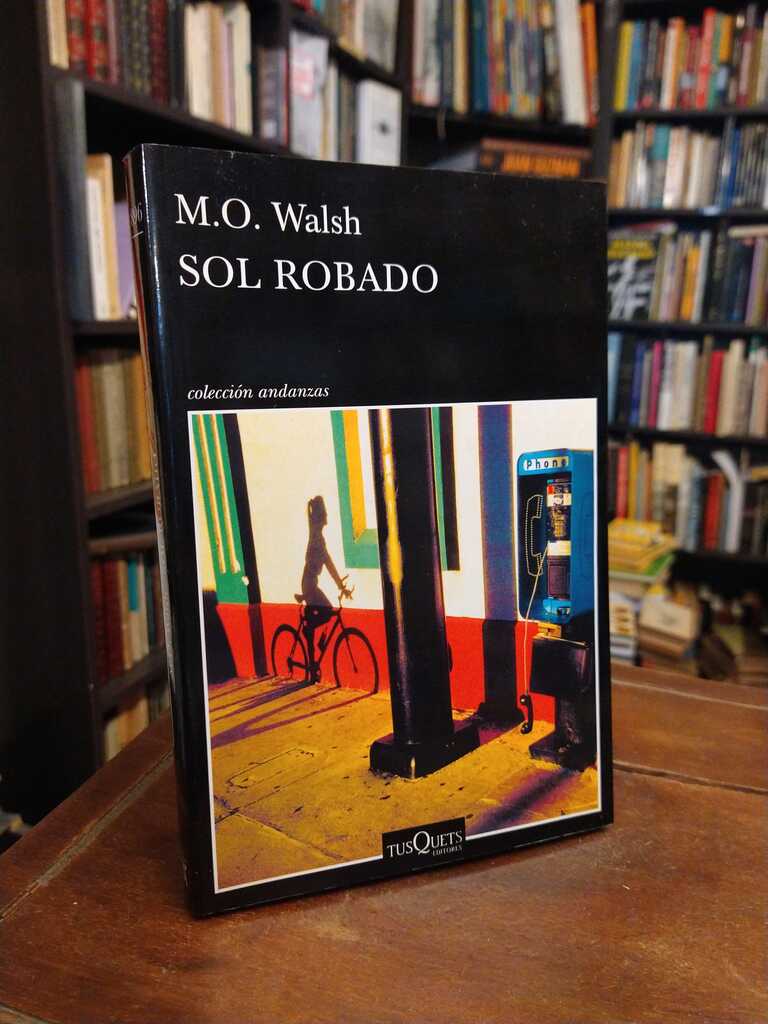 M.O. Walsh
SOL ROBADO
colección andanzas
Phone
TUSQUETS
EDITORES